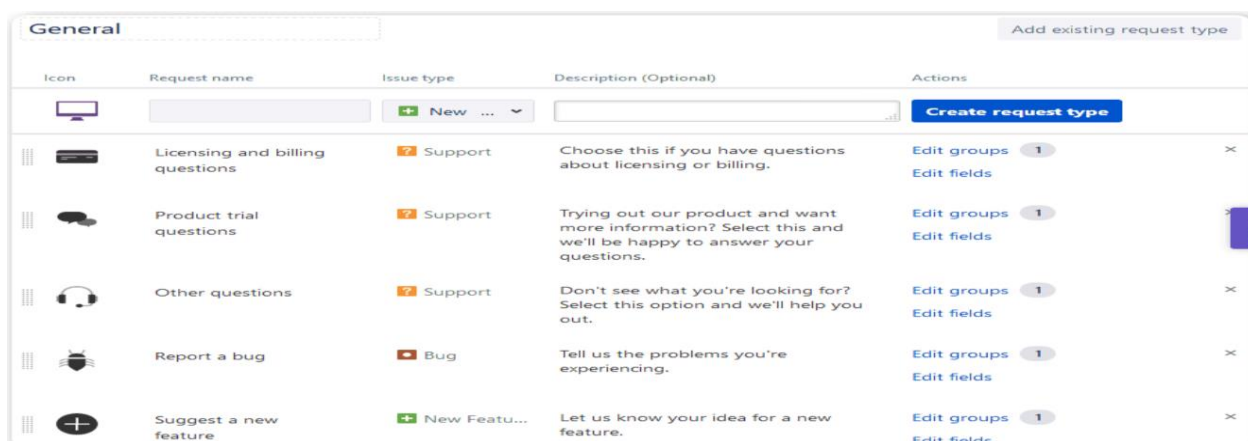 General
Add existing request type
Icon
Request name
Issue type
Description (Optional)
Actions
New ...
Create request type
Licensing and billing
questions
Support
Choose this if you have questions
about licensing or billing.
Edit groups 1
Edit fields
Product trial
questions
Support
Trying out our product and want
more information? Select this and
we'll be happy to answer your
questions.
Edit groups 1
Edit fields
Other questions
Support
Don't see what you're looking for?
Select this option and we'll help you
out.
Edit groups 1
Edit fields
Report a bug
Bug
Tell us the problems you're
experiencing.
Edit groups 1
Edit fields
Suggest a new
feature
New Featu...
Let us know your idea for a new
feature.
Edit groups 1
Edit fields